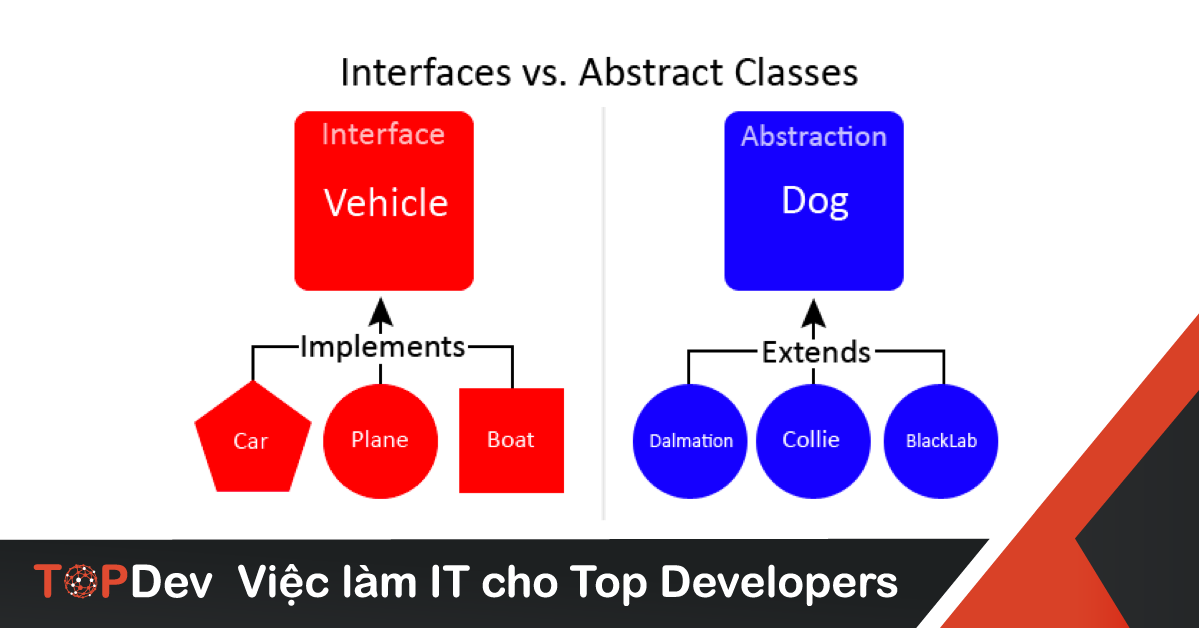 Interfaces vs. Abstract Classes
Interface
Vehicle
Implements
Car
Plane
Boat
Abstraction
Dog
Extends
Dalmation
Collie
BlackLab
TOPDev Việc làm IT cho Top Developers